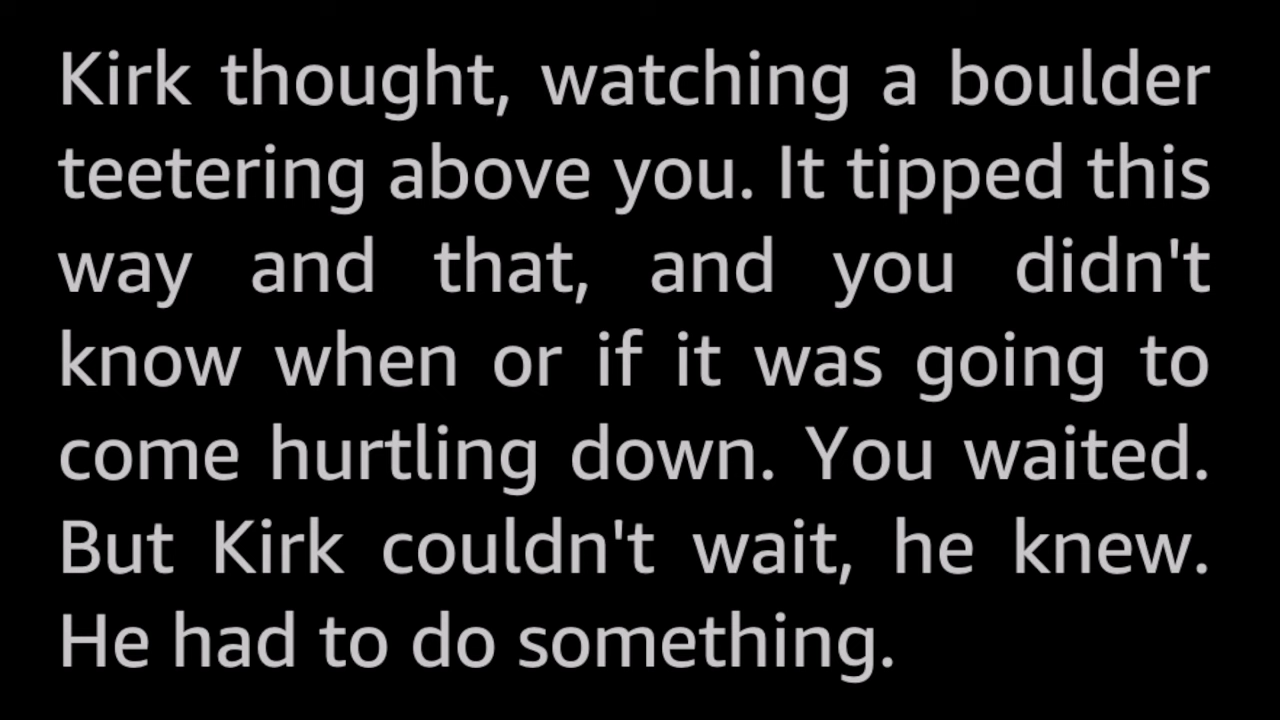 Kirk thought, watching a boulder
teetering above you. It tipped this
way and that, and you didn't
know when or if it was going to
come hurtling down. You waited.
But Kirk couldn't wait, he knew.
He had to do something.